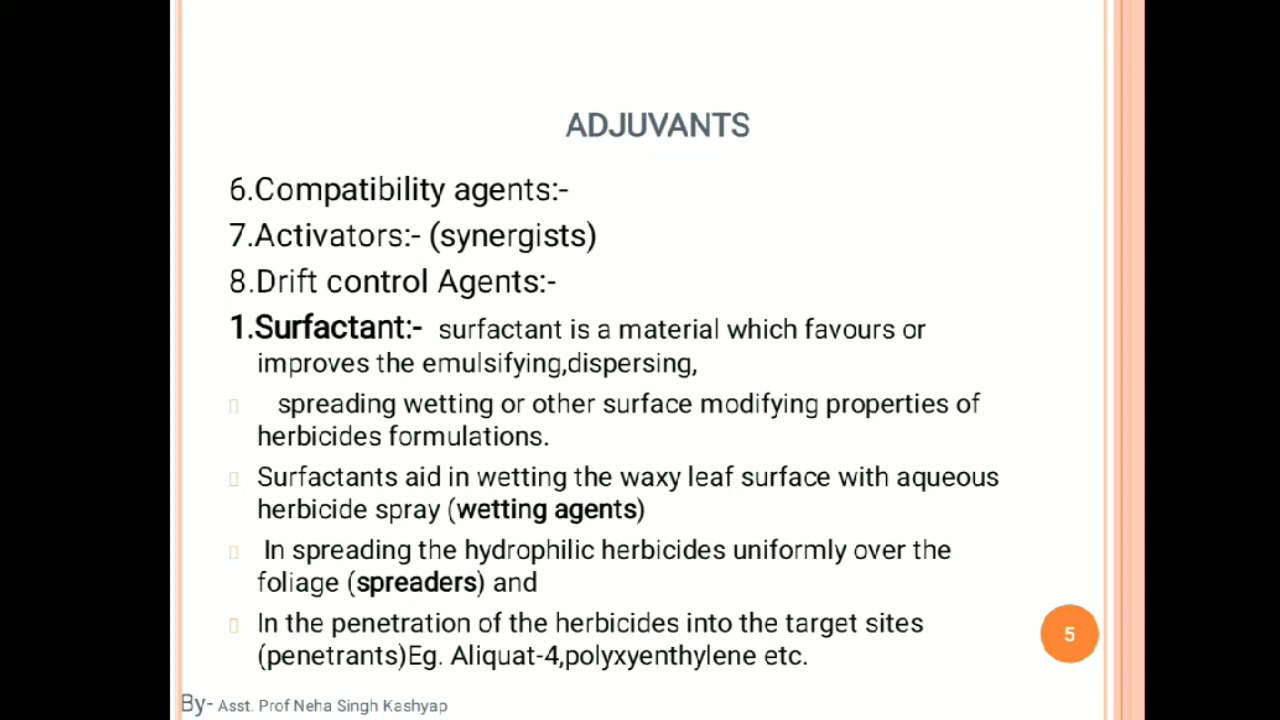 ADJUVANTS
6.Compatibility agents:-
7.Activators:- (synergists)
8.Drift control Agents:-
1.Surfactant:- surfactant is a material which favours or
improves the emulsifying,dispersing,
spreading wetting or other surface modifying properties of
herbicides formulations.
Surfactants aid in wetting the waxy leaf surface with aqueous
herbicide spray (wetting agents)
In spreading the hydrophilic herbicides uniformly over the
foliage (spreaders) and
In the penetration of the herbicides into the target sites
(penetrants)Eg. Aliquat-4,polyxyenthylene etc.
5
By- Asst. Prof Neha Singh Kashyap